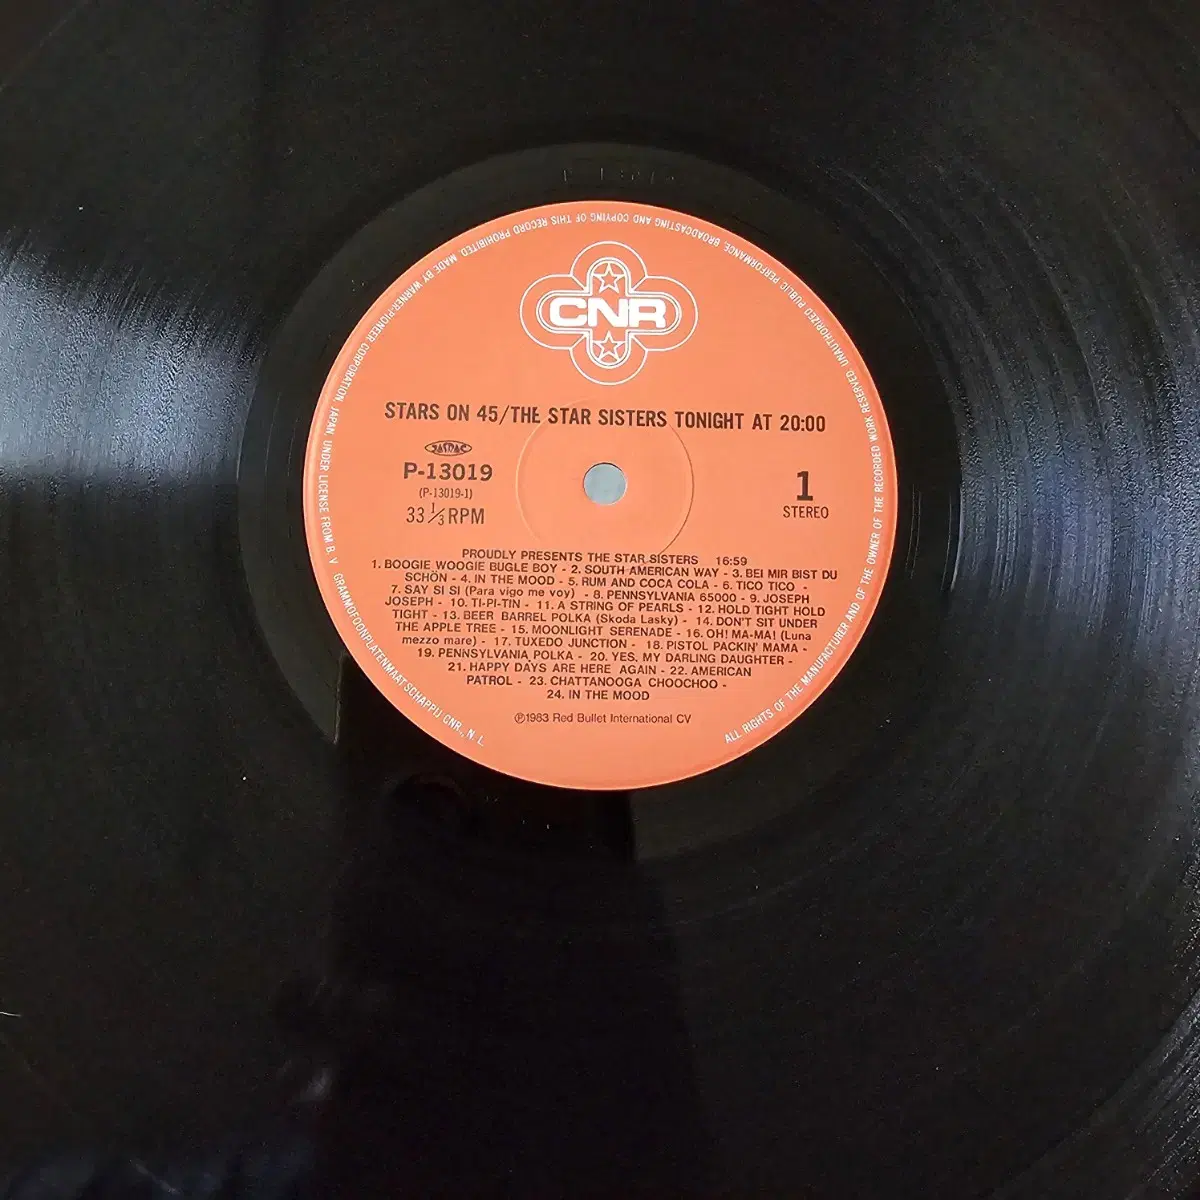 CNR
STARS ON 45/THE STAR SISTERS TONIGHT AT 20:00
JASRAC
P-13019
(P-13019-1)
33 1/3 RPM
1
STEREO
PROUDLY PRESENTS THE STAR SISTERS 16:59
1. BOOGIE WOOGIE BUGLE BOY - 2. SOUTH AMERICAN WAY - 3. BEI MIR BIST DU
SCHÖN - 4. IN THE MOOD - 5. RUM AND COCA COLA - 6. TICO TICO -
7. SAY SI SI (Para vigo me voy) - 8. PENNSYLVANIA 65000 - 9. JOSEPH
JOSEPH - 10. TI-PI-TIN - 11. A STRING OF PEARLS - 12. HOLD TIGHT HOLD
TIGHT - 13. BEER BARREL POLKA (Skoda Lasky) - 14. DON'T SIT UNDER
THE APPLE TREE - 15. MOONLIGHT SERENADE - 16. OH! MA-MA! (Luna
mezzo mare) - 17. TUXEDO JUNCTION - 18. PISTOL PACKIN' MAMA -
19. PENNSYLVANIA POLKA - 20. YES, MY DARLING DAUGHTER -
21. HAPPY DAYS ARE HERE AGAIN - 22. AMERICAN
PATROL - 23. CHATTANOOGA CHOOCHOO -
24. IN THE MOOD
Ⓟ1983 Red Bullet International CV
ALL RIGHTS OF THE MANUFACTURER AND OF THE OWNER OF THE RECORDED WORK RESERVED. UNAUTHORIZED PUBLIC PERFORMANCE, BROADCASTING AND COPYING OF THIS RECORD PROHIBITED. MADE BY WARNER-PIONEER CORPORATION, JAPAN, UNDER LICENSE FROM B. V. GRAMMOFOONPLATENMAATSCHAPPIJ CNR., N. L.